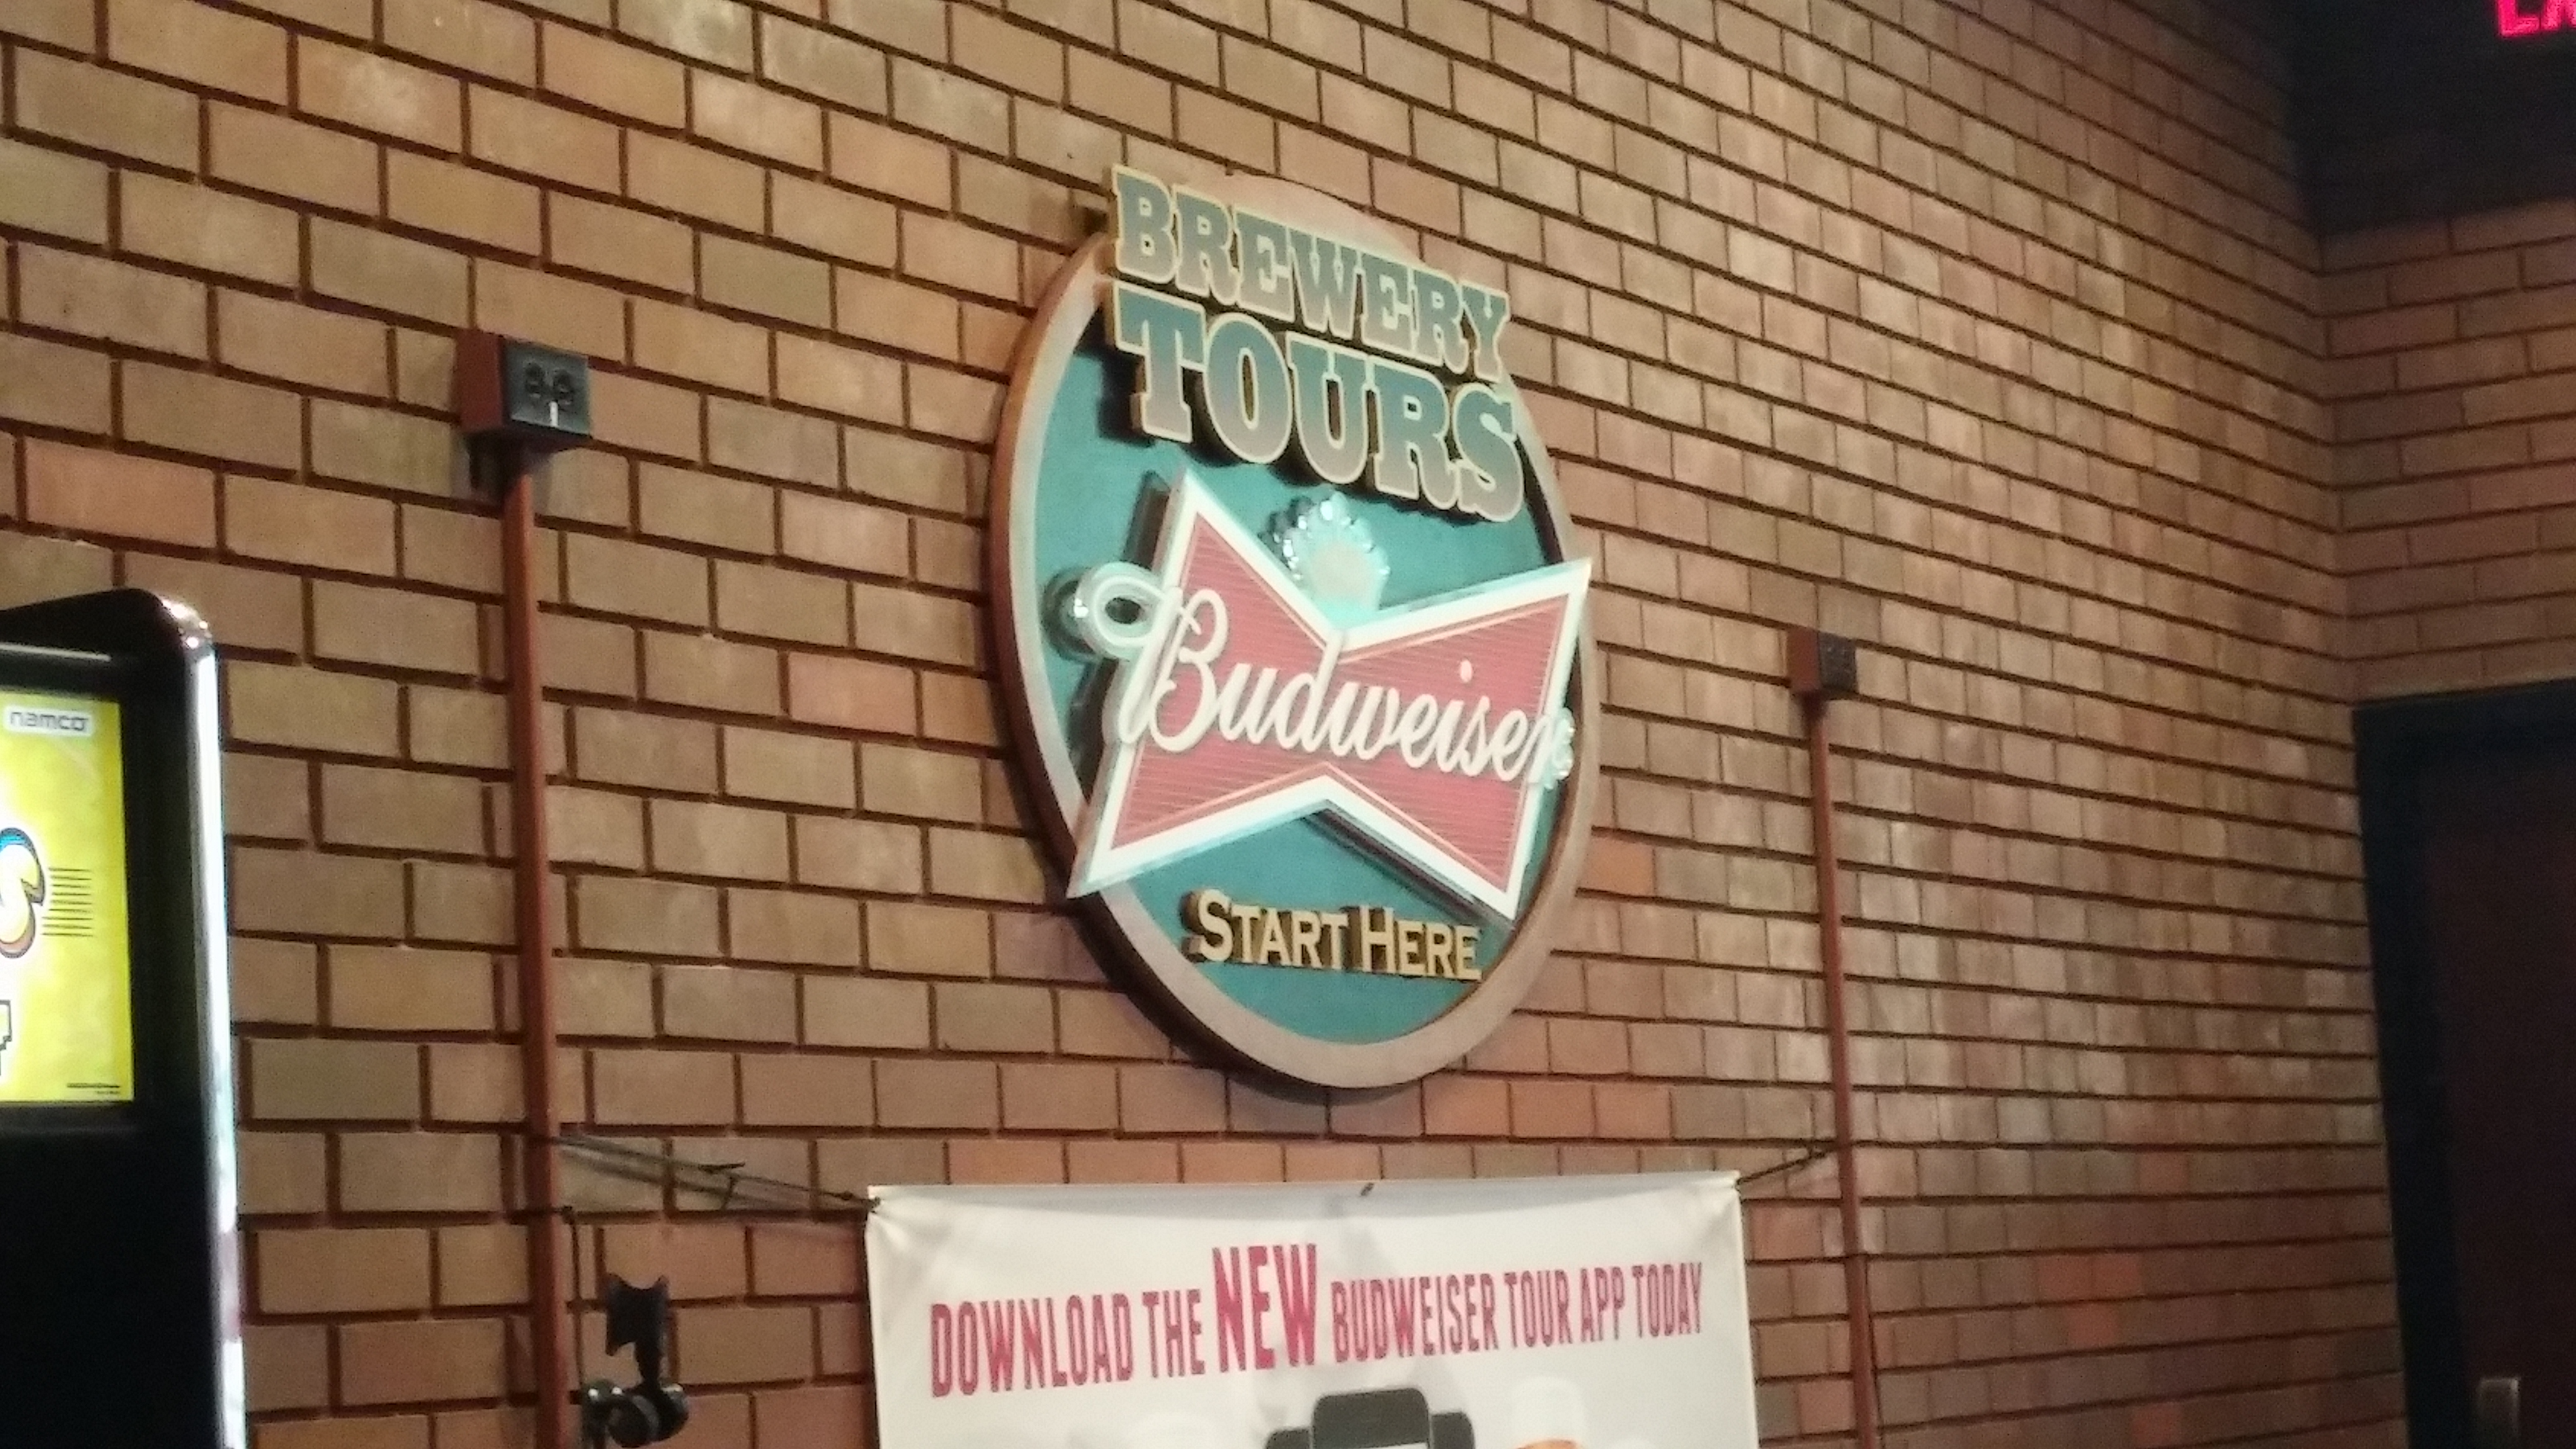 BREWERY
TOURS
Budweiser
START HERE
namco
DOWNLOAD THE NEW BUDWEISER TOUR APP TODAY